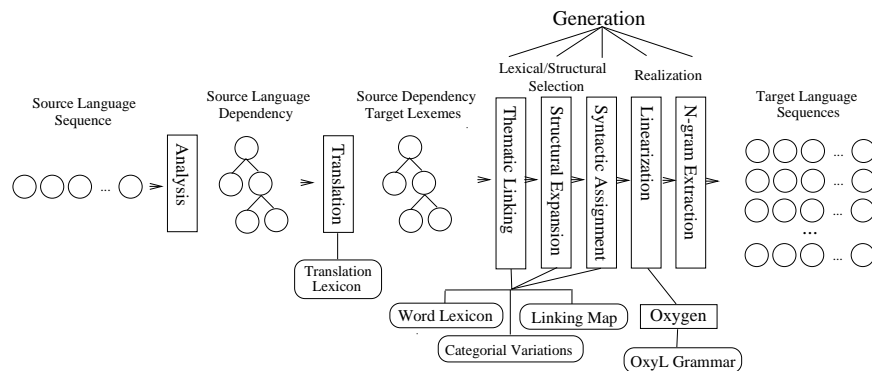 Generation
Lexical/Structural
Selection
Realization
Source Language
Sequence
Source Language
Dependency
Source Dependency
Target Lexemes
Target Language
Sequences
Analysis
Translation
Thematic Linking
Structural Expansion
Syntactic Assignment
Linearization
N-gram Extraction
...
...
...
...
...
...
Translation
Lexicon
Word Lexicon
Linking Map
Categorial Variations
Oxygen
OxyL Grammar